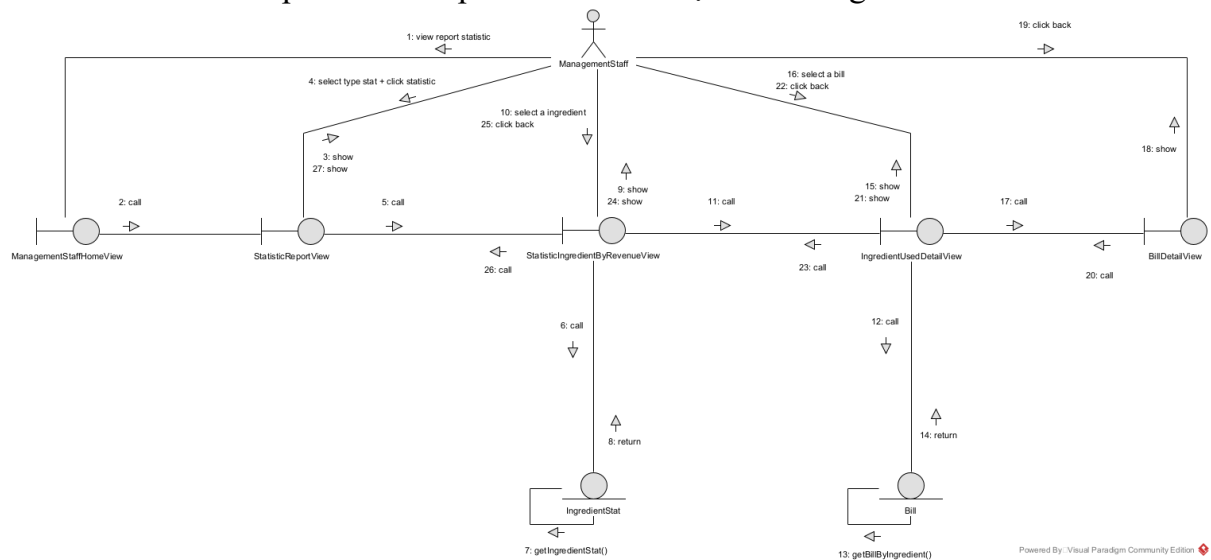 19: click back
1: view report statistic
ManagementStaff
4: select type stat + click statistic
16: select a bill
22: click back
10: select a ingredient
25: click back
18: show
3: show
27: show
9: show
24: show
15: show
21: show
2: call
5: call
11: call
17: call
ManagementStaffHomeView
StatisticReportView
StatisticIngredientByRevenueView
IngredientUsedDetailView
BillDetailView
26: call
23: call
20: call
6: call
12: call
8: return
14: return
IngredientStat
Bill
7: getIngredientStat()
13: getBillByIngredient()
Powered By Visual Paradigm Community Edition